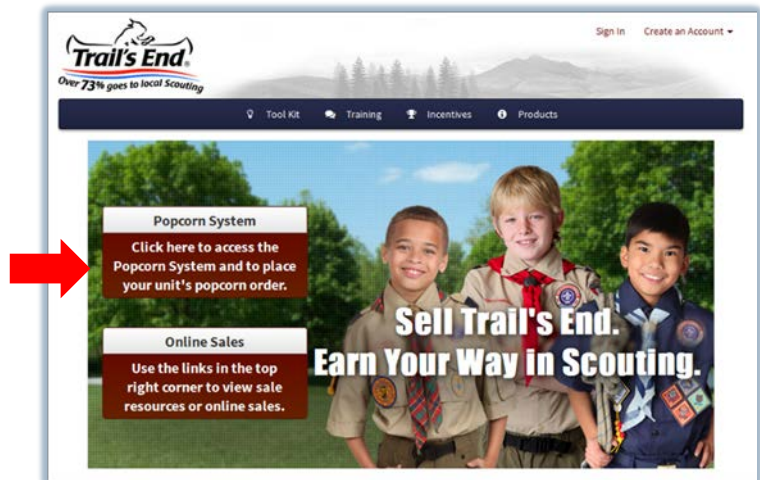 Sign In Create an Account
Trail's End®
Over 73% goes to local Scouting
Tool Kit Training Incentives Products
Popcorn System
Click here to access the
Popcorn System and to place
your unit's popcorn order.
Online Sales
Use the links in the top
right corner to view sale
resources or online sales.
Sell Trail's End.
Earn Your Way in Scouting.